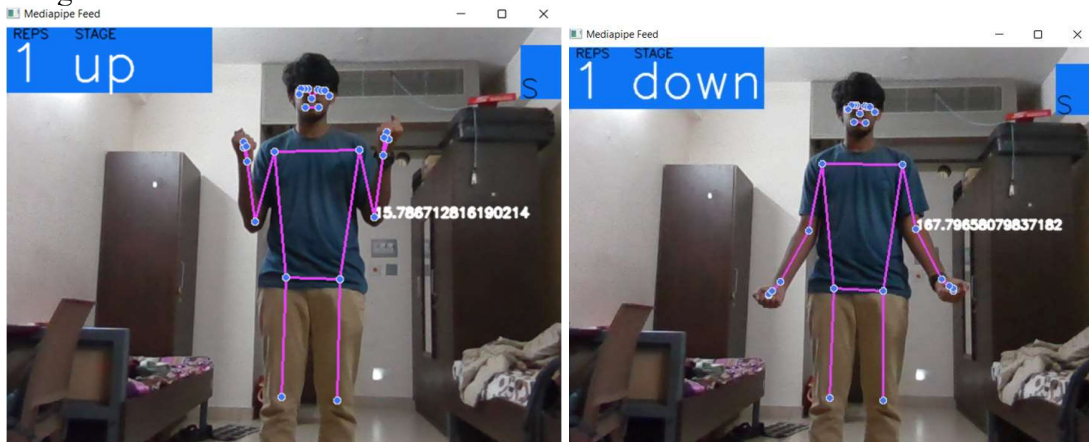 Mediapipe Feed
REPS STAGE
1 up
S
15.786712816190214
Mediapipe Feed
REPS STAGE
1 down
S
167.79658079837182